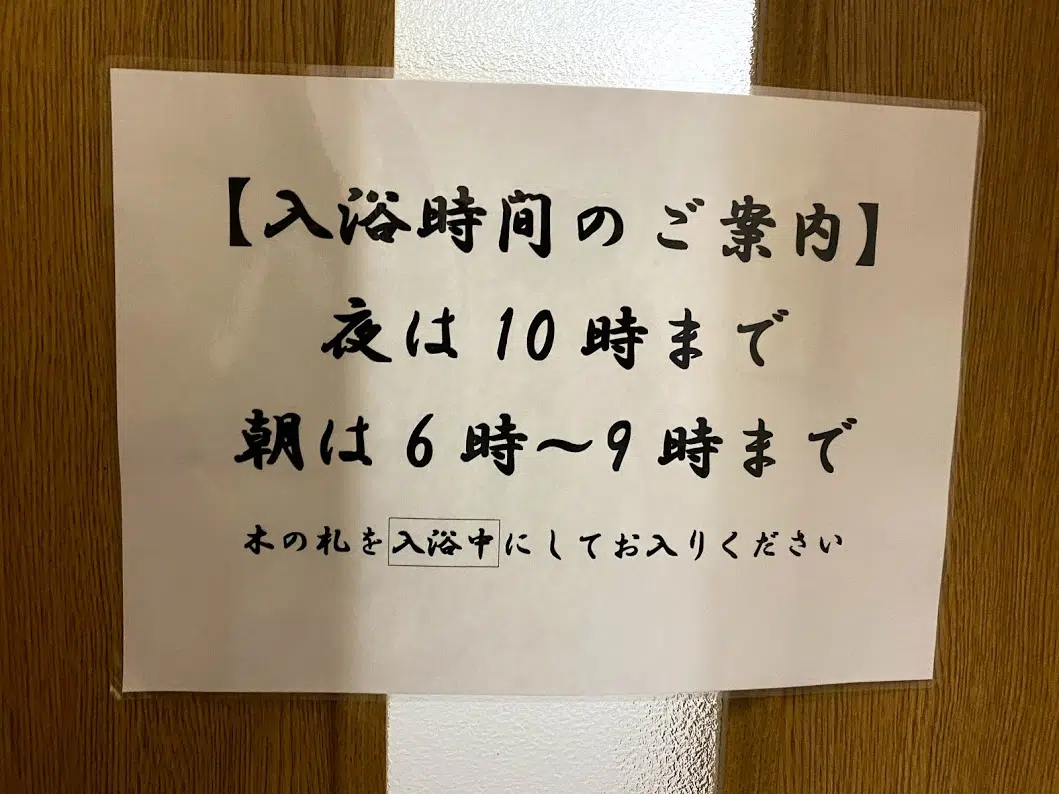 【入浴時間のご案内】
夜は10時まで
朝は6時～9時まで
木の札を入浴中にしてお入りください